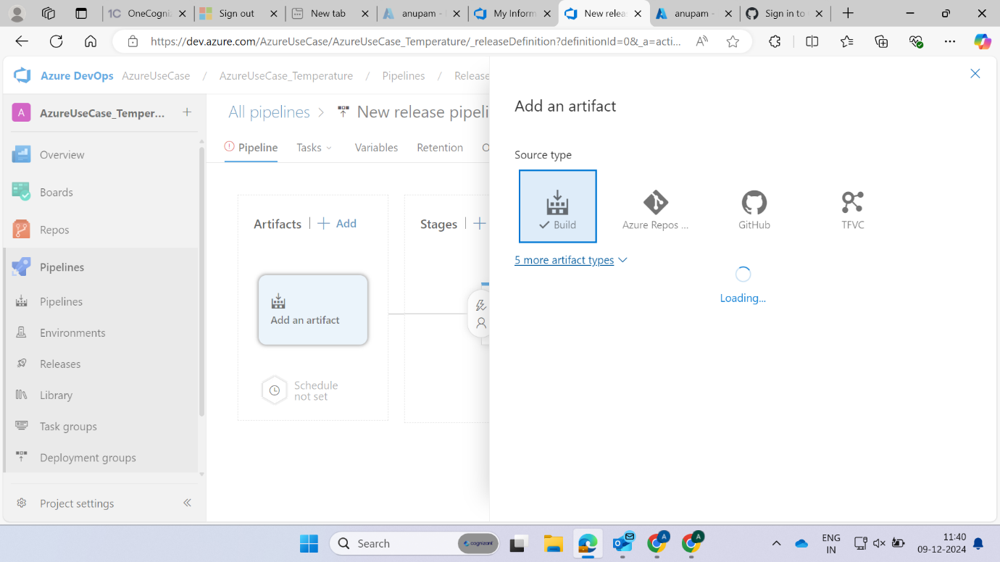 OneCogniz
Sign out
New tab
anupam -
My Inform
New relea
anupam -
Sign in to
https://dev.azure.com/AzureUseCase/AzureUseCase_Temperature/_releaseDefinition?definitionId=0&_a=acti...
Azure DevOps AzureUseCase / AzureUseCase_Temperature / Pipelines / Release
A AzureUseCase_Temper...
Overview
Boards
Repos
Pipelines
Pipelines
Environments
Releases
Library
Task groups
Deployment groups
Project settings
All pipelines > New release pipeli
Pipeline Tasks Variables Retention
Artifacts | + Add
Stages | +
Add an artifact
Schedule
not set
Add an artifact
Source type
Build
Azure Repos ...
GitHub
TFVC
5 more artifact types
Loading...
Search
cognizant
A
A
ENG
IN
11:40
09-12-2024